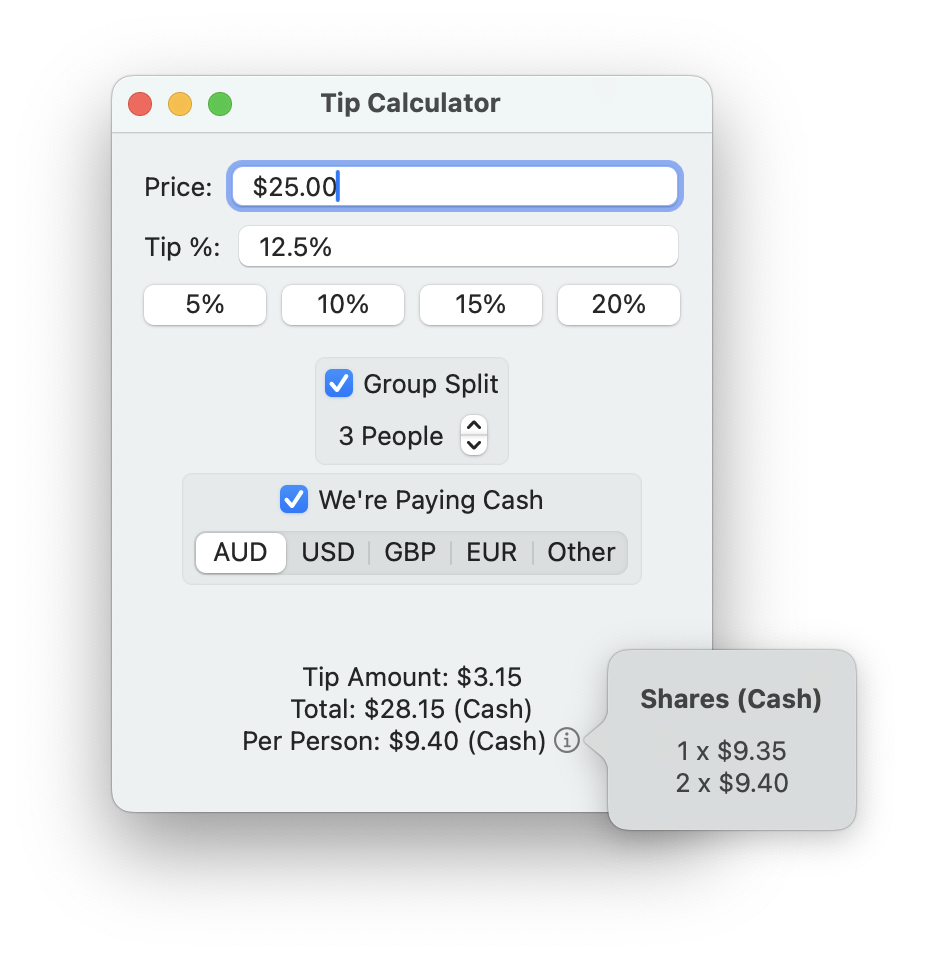 Tip Calculator
Price: $25.00
Tip %: 12.5%
5% 10% 15% 20%
Group Split
3 People
We're Paying Cash
AUD USD GBP EUR Other
Tip Amount: $3.15
Total: $28.15 (Cash)
Per Person: $9.40 (Cash)
Shares (Cash)
1 x $9.35
2 x $9.40